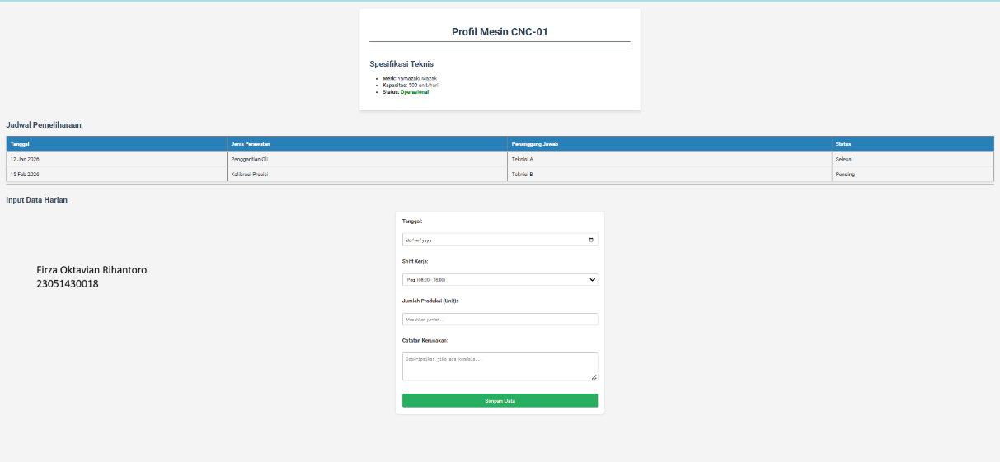 Profil Mesin CNC-01
Spesifikasi Teknis
Merk: Yamazaki Mazak
Kapasitas: 500 unit/hari
Status: Operasional
Jadwal Pemeliharaan
Tanggal Jenis Perawatan Penanggung Jawab Status
12 Jan 2026 Penggantian Oli Teknisi A Selesai
15 Feb 2026 Kalibrasi Presisi Teknisi B Pending
Input Data Harian
Tanggal:
dd/mm/yyyy
Shift Kerja:
Pagi (08:00 - 16:00)
Firza Oktavian Rihantoro
23051430018
Jumlah Produksi (Unit):
Masukkan jumlah...
Catatan Kerusakan:
Deskripsikan jika ada kendala...
Simpan Data